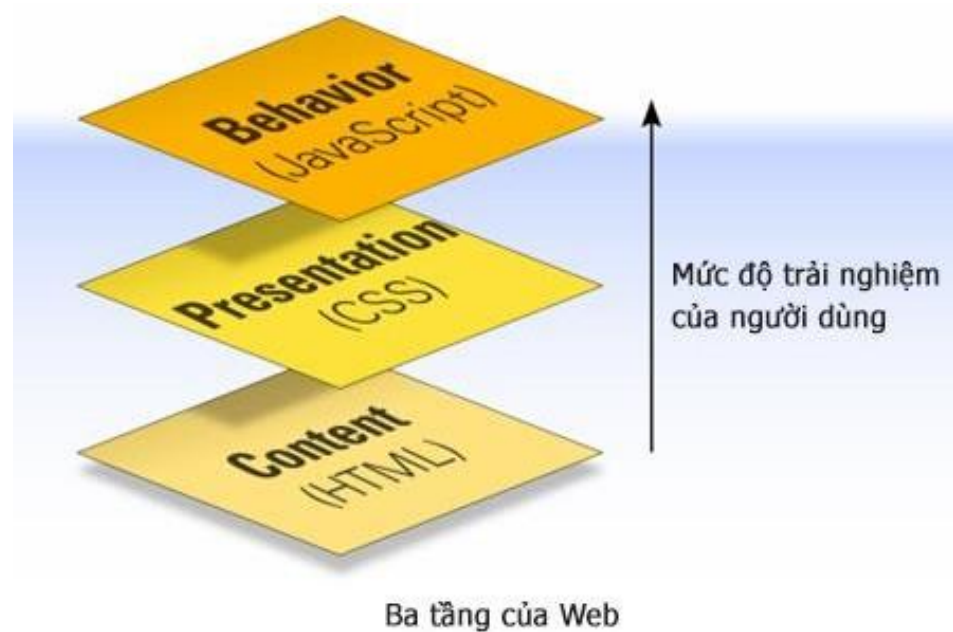 Behavior
(JavaScript)
Presentation
(CSS)
Content
(HTML)
Mức độ trải nghiệm
của người dùng
Ba tầng của Web